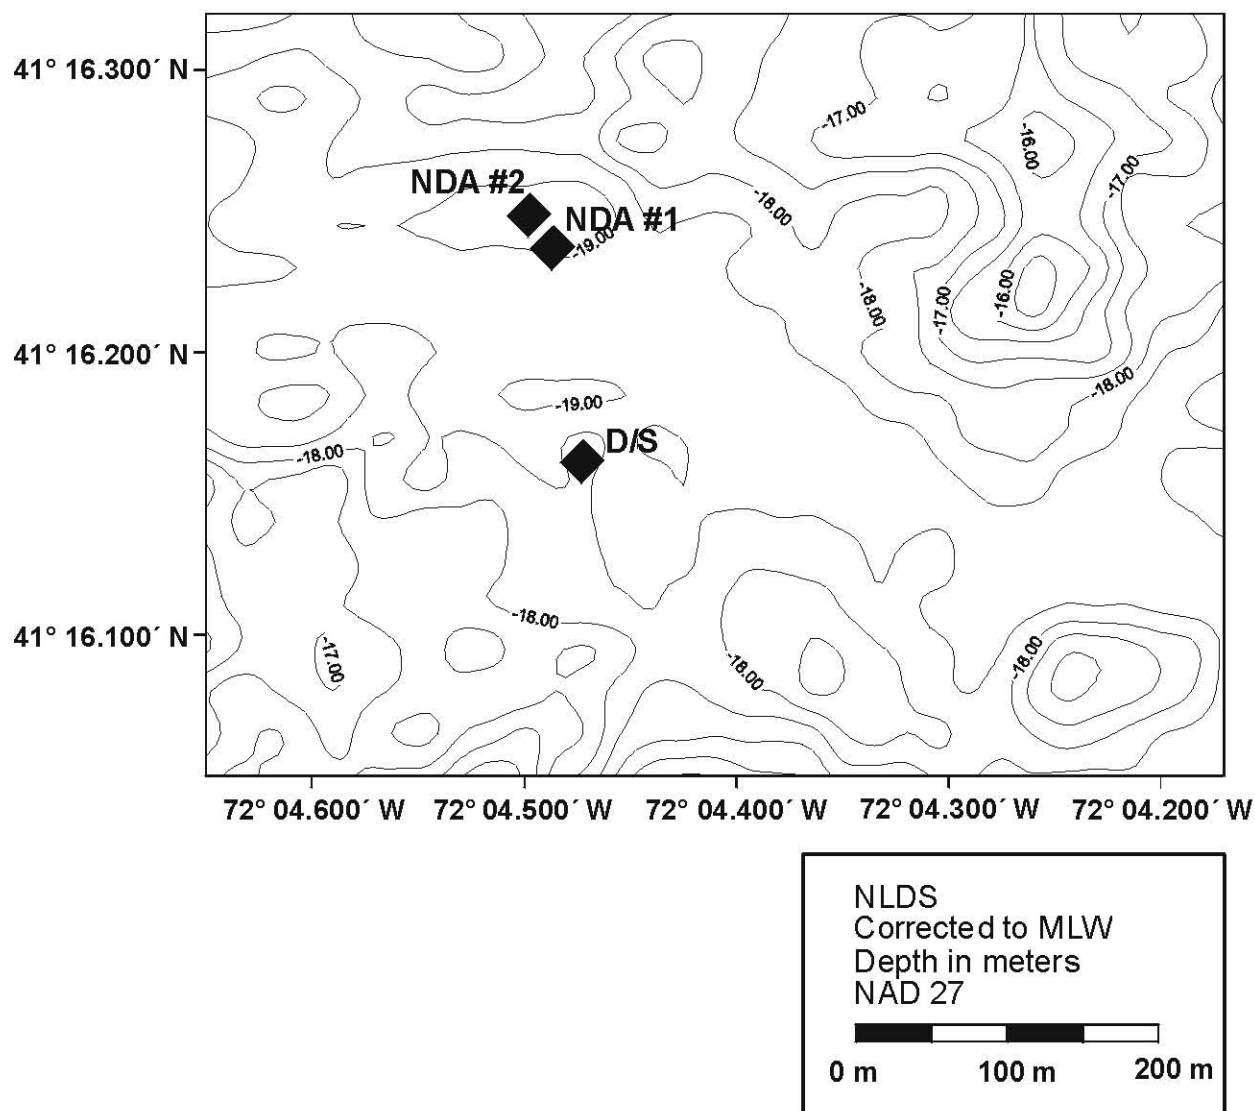 41° 16.300´ N
-17.00
-16.00
-17.00
NDA #2
-18.00
NDA #1
-19.00
-16.00
-18.00
-17.00
41° 16.200´ N
-18.00
-19.00
D/S
-18.00
-18.00
41° 16.100´ N
-17.00
-18.00
-18.00
72° 04.600´ W
72° 04.500´ W
72° 04.400´ W
72° 04.300´ W
72° 04.200´ W
NLDS
Corrected to MLW
Depth in meters
NAD 27
0 m
100 m
200 m